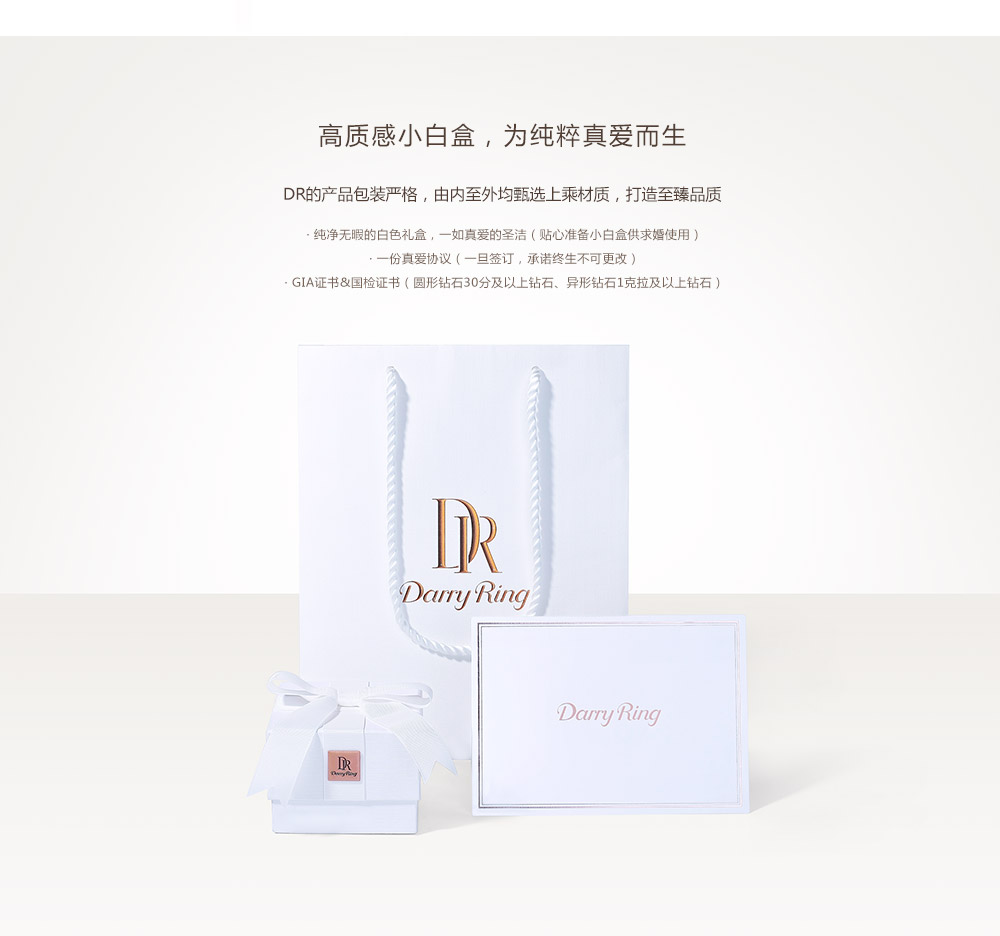 高质感小白盒，为纯粹真爱而生
DR的产品包装严格，由内至外均甄选上乘材质，打造至臻品质
· 纯净无暇的白色礼盒，一如真爱的圣洁（贴心准备小白盒供求婚使用）
· 一份真爱协议（一旦签订，承诺终生不可更改）
· GIA证书&国检证书（圆形钻石30分及以上钻石、异形钻石1克拉及以上钻石）
DR
Darry Ring
Darry Ring
DR
Darry Ring